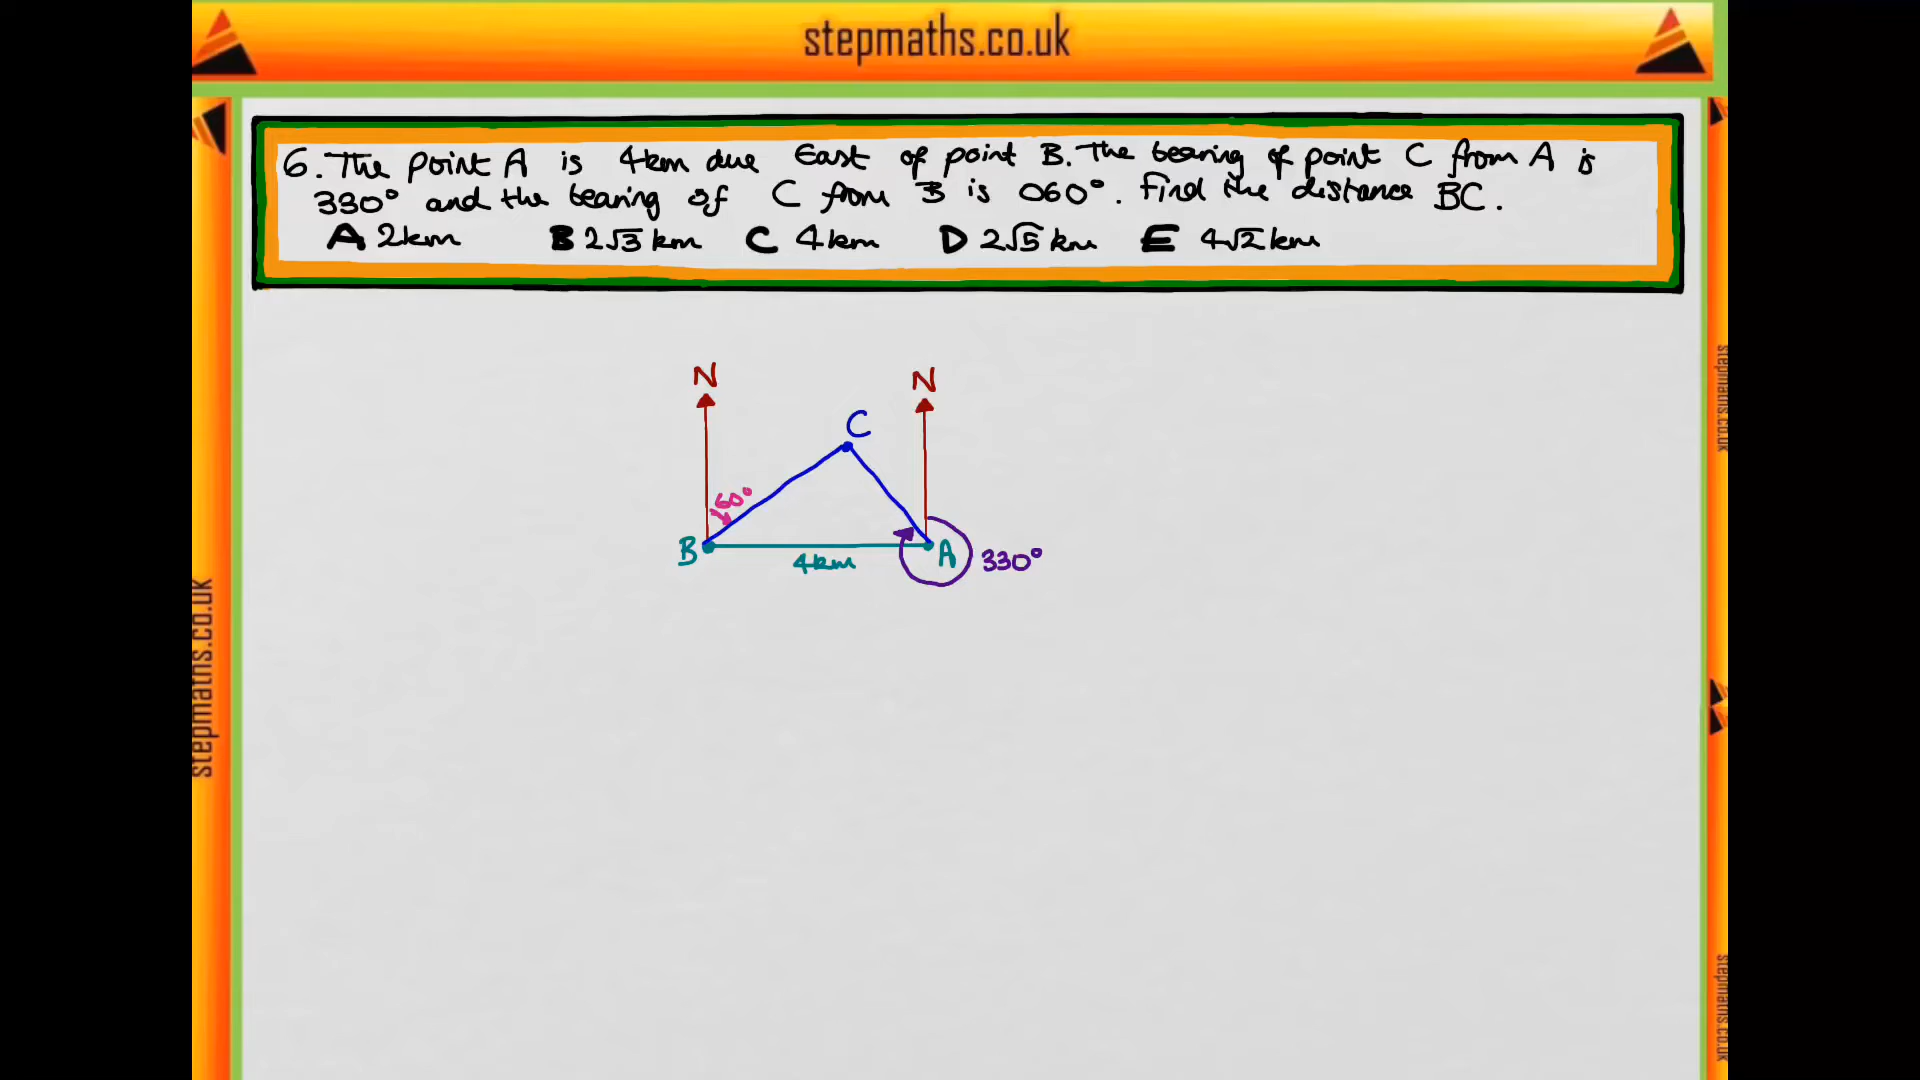 stepmaths.co.uk
6. The point A is 4km due East of point B. The bearing of point C from A is
330° and the bearing of C from B is 060°. Find the distance BC.
A 2km B 2√3 km C 4km D 2√5 km E 4√2 km
N
N
C
60°
B
4km
A
330°
stepmaths.co.uk
stepmaths.co.uk
stepmaths.co.uk